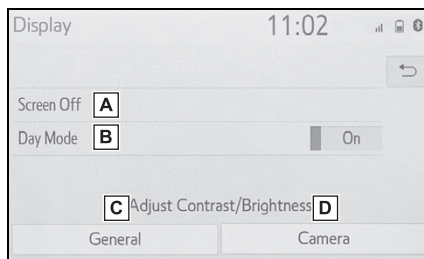 Display 11:02
Screen Off A
Day Mode B On
C Adjust Contrast/Brightness D
General Camera